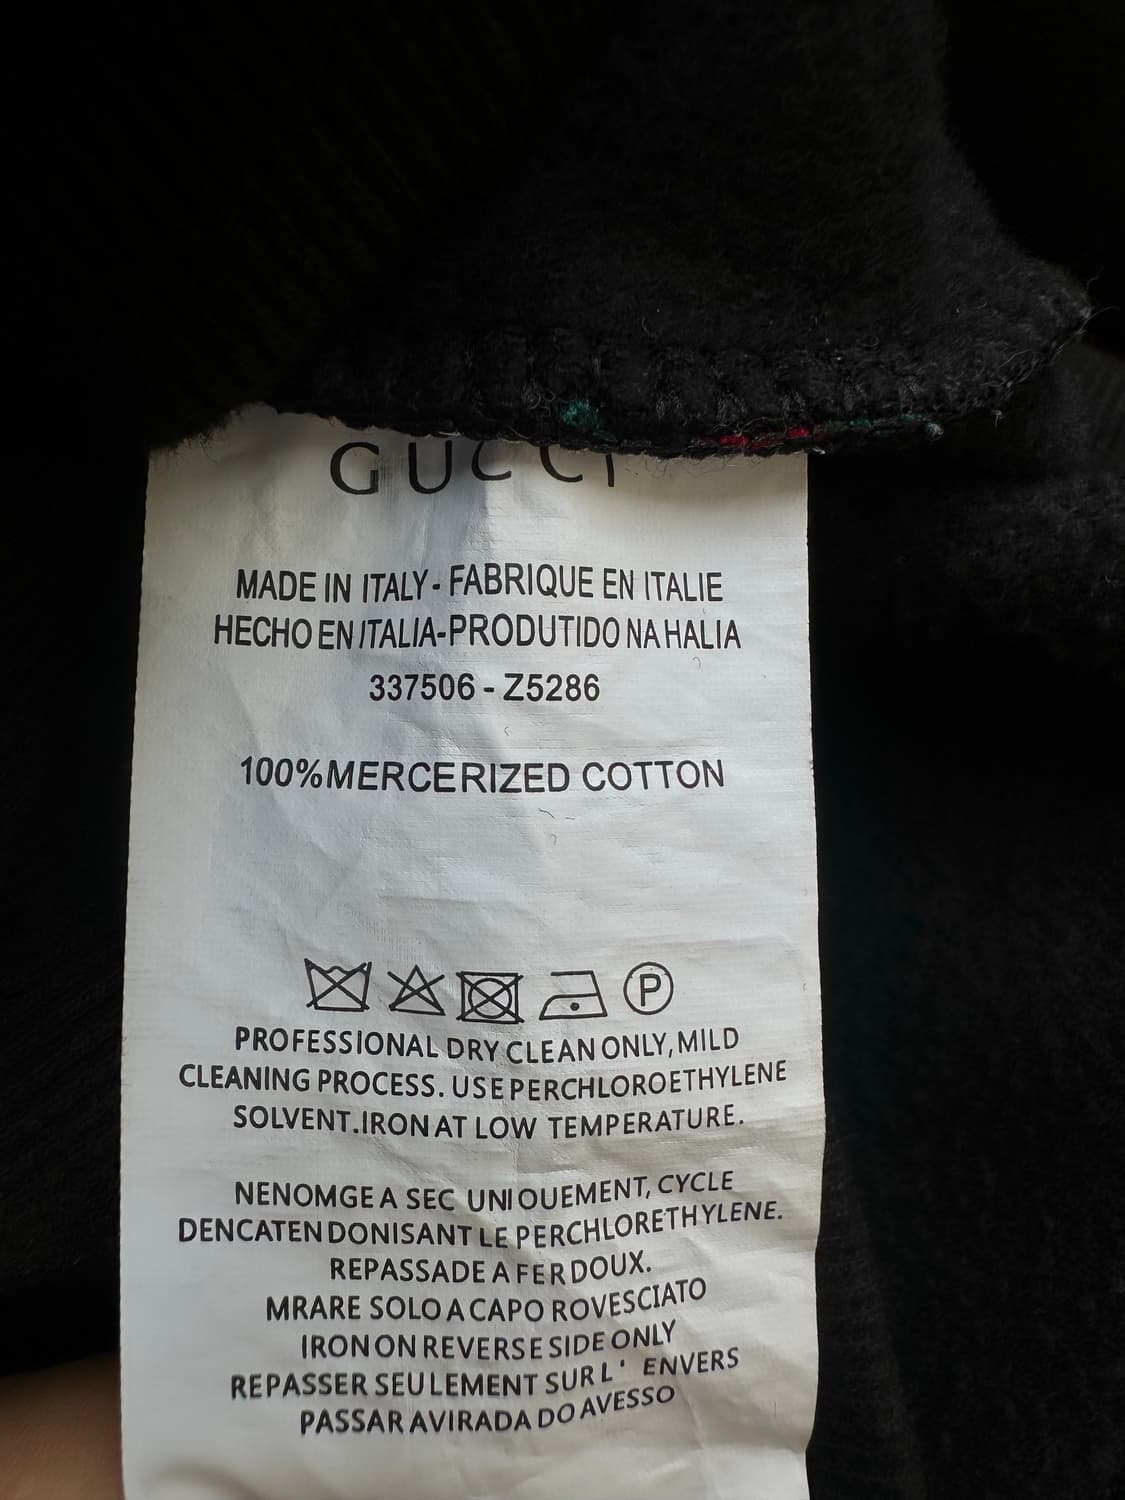 GUCCI
MADE IN ITALY - FABRIQUE EN ITALIE
HECHO EN ITALIA-PRODUTIDO NA HALIA
337506 - Z5286
100%MERCERIZED COTTON
P
PROFESSIONAL DRY CLEAN ONLY, MILD
CLEANING PROCESS. USE PERCHLOROETHYLENE
SOLVENT.IRON AT LOW TEMPERATURE.
NENOMGE A SEC UNIOUEMENT, CYCLE
DENCATEN DONISANT LE PERCHLORETHYLENE.
REPASSADE A FER DOUX.
MRARE SOLO A CAPO ROVESCIATO
IRON ON REVERSE SIDE ONLY
REPASSER SEULEMENT SUR L' ENVERS
PASSAR AVIRADA DO AVESSO